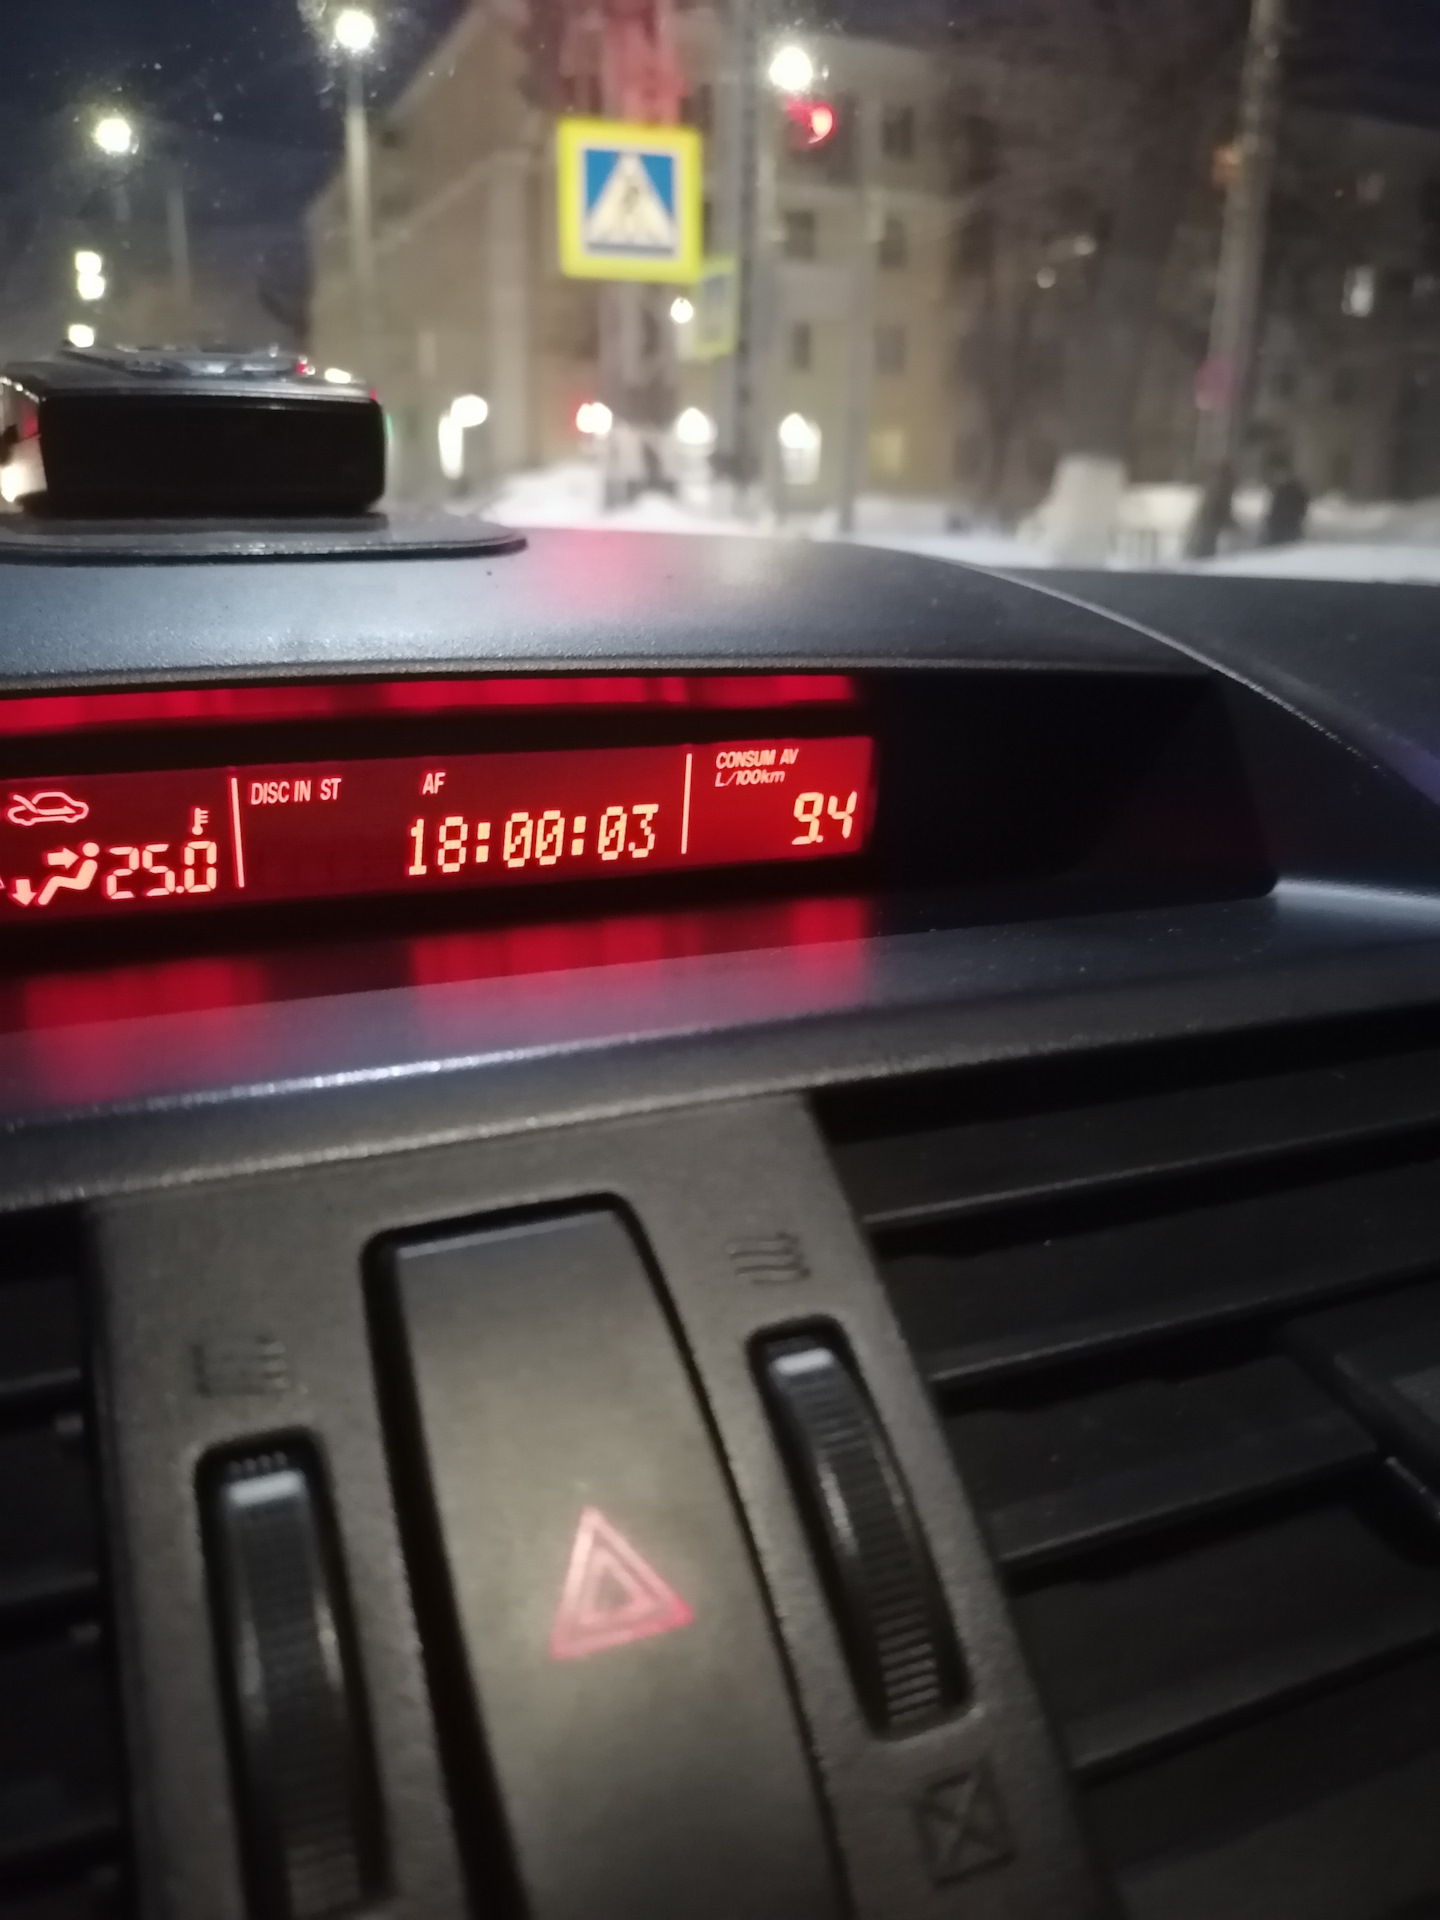 DISC IN ST AF CONSUM AV
L/100km
25.0 18:00:03 9.4